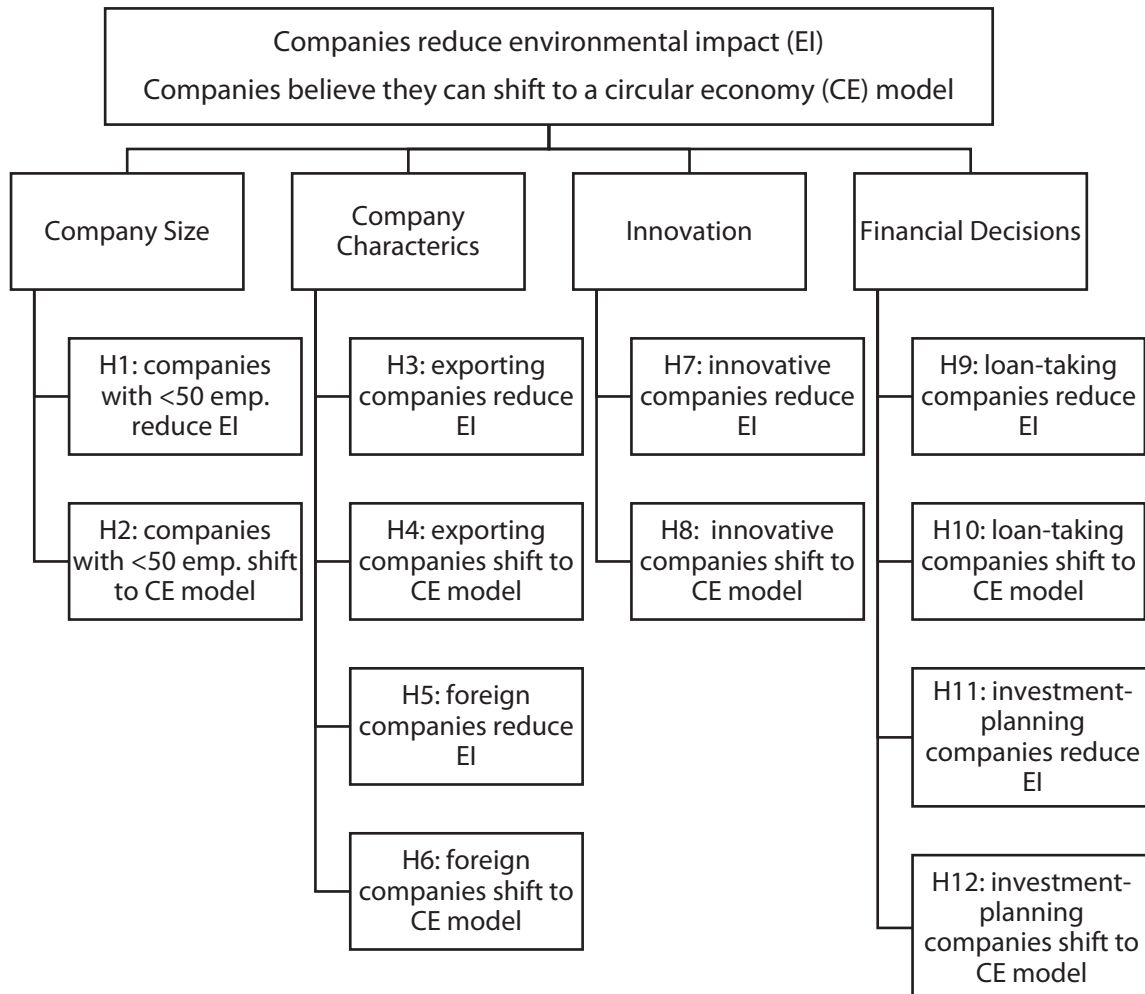 Companies reduce environmental impact (EI)
Companies believe they can shift to a circular economy (CE) model
Company Size
Company
Characterics
Innovation
Financial Decisions
H1: companies
with <50 emp.
reduce EI
H2: companies
with <50 emp. shift
to CE model
H3: exporting
companies reduce
EI
H4: exporting
companies shift to
CE model
H5: foreign
companies reduce
EI
H6: foreign
companies shift to
CE model
H7: innovative
companies reduce
EI
H8:  innovative
companies shift to
CE model
H9: loan-taking
companies reduce
EI
H10: loan-taking
companies shift to
CE model
H11: investment-
planning
companies reduce
EI
H12: investment-
planning
companies shift to
CE model